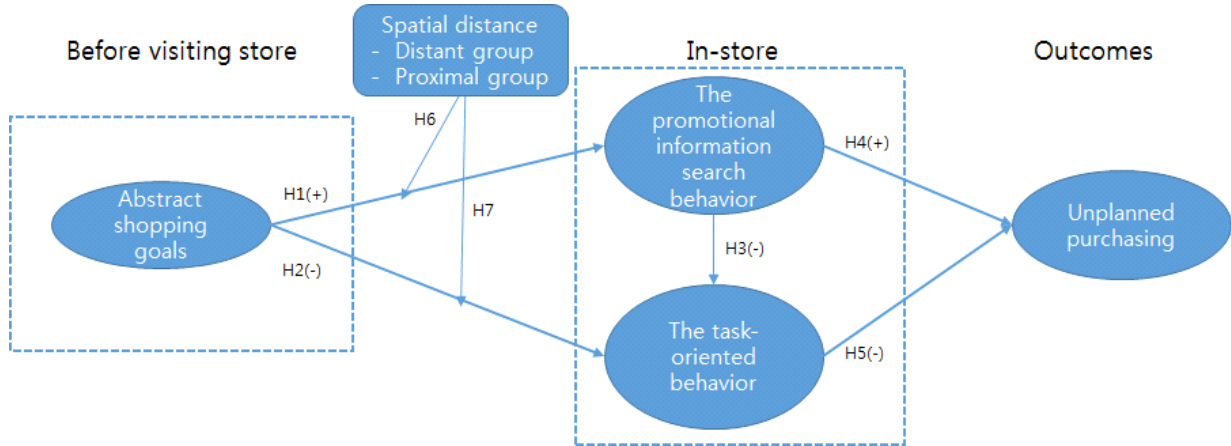 Before visiting store
Spatial distance
- Distant group
- Proximal group
In-store
Outcomes
H6
H7
Abstract
shopping
goals
H1(+)
H2(-)
The
promotional
information
search
behavior
H3(-)
The task-
oriented
behavior
H4(+)
H5(-)
Unplanned
purchasing